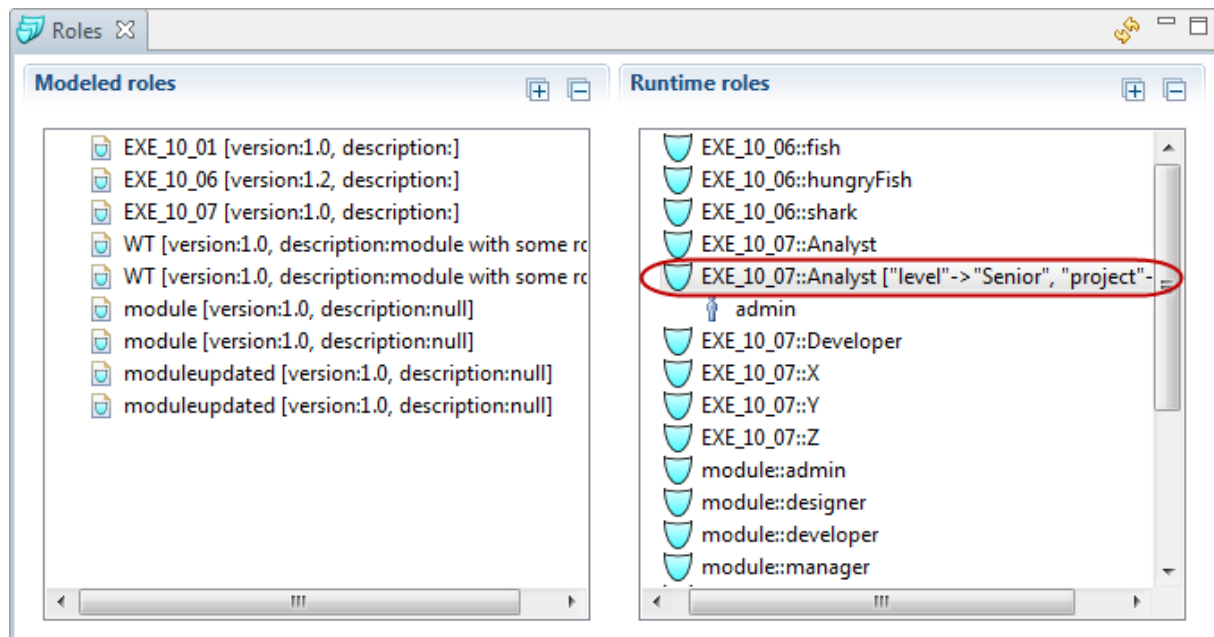 Roles
Modeled roles
EXE_10_01 [version:1.0, description:]
EXE_10_06 [version:1.2, description:]
EXE_10_07 [version:1.0, description:]
WT [version:1.0, description:module with some ro
WT [version:1.0, description:module with some ro
module [version:1.0, description:null]
module [version:1.0, description:null]
moduleupdated [version:1.0, description:null]
moduleupdated [version:1.0, description:null]
Runtime roles
EXE_10_06::fish
EXE_10_06::hungryFish
EXE_10_06::shark
EXE_10_07::Analyst
EXE_10_07::Analyst ["level"->"Senior", "project"-
admin
EXE_10_07::Developer
EXE_10_07::X
EXE_10_07::Y
EXE_10_07::Z
module::admin
module::designer
module::developer
module::manager